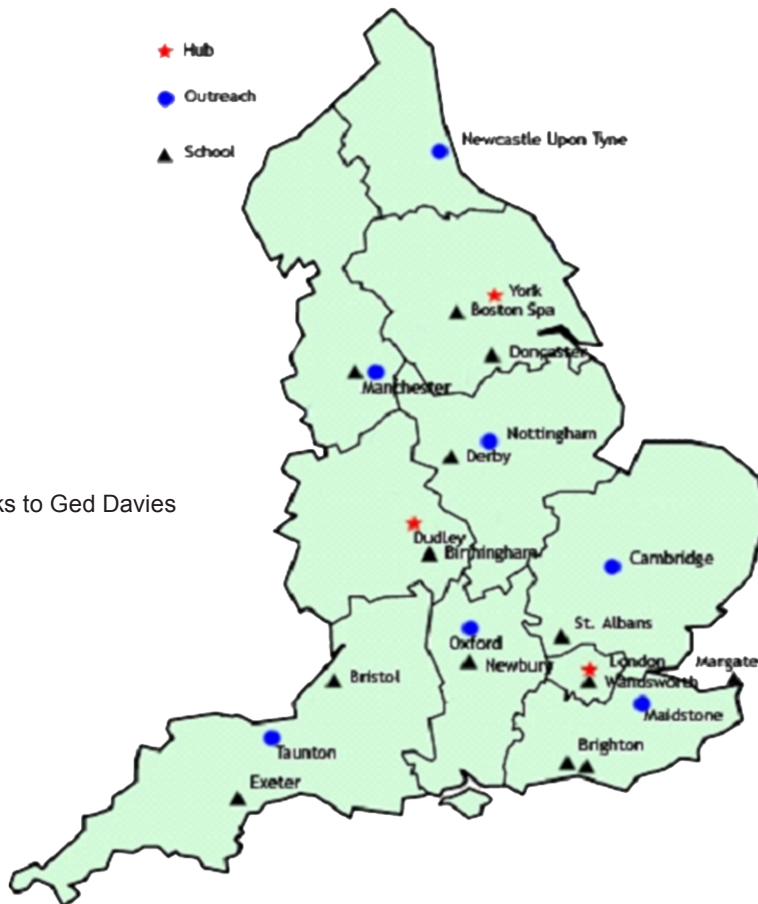 Hub
Outreach
School
Newcastle Upon Tyne
York
Boston Spa
Doncaster
Manchester
Nottingham
Derby
ks to Ged Davies
Dudley
Birmingham
Cambridge
St. Albans
Oxford
Newbury
London
Margate
Wandsworth
Bristol
Maidstone
Taunton
Brighton
Exeter